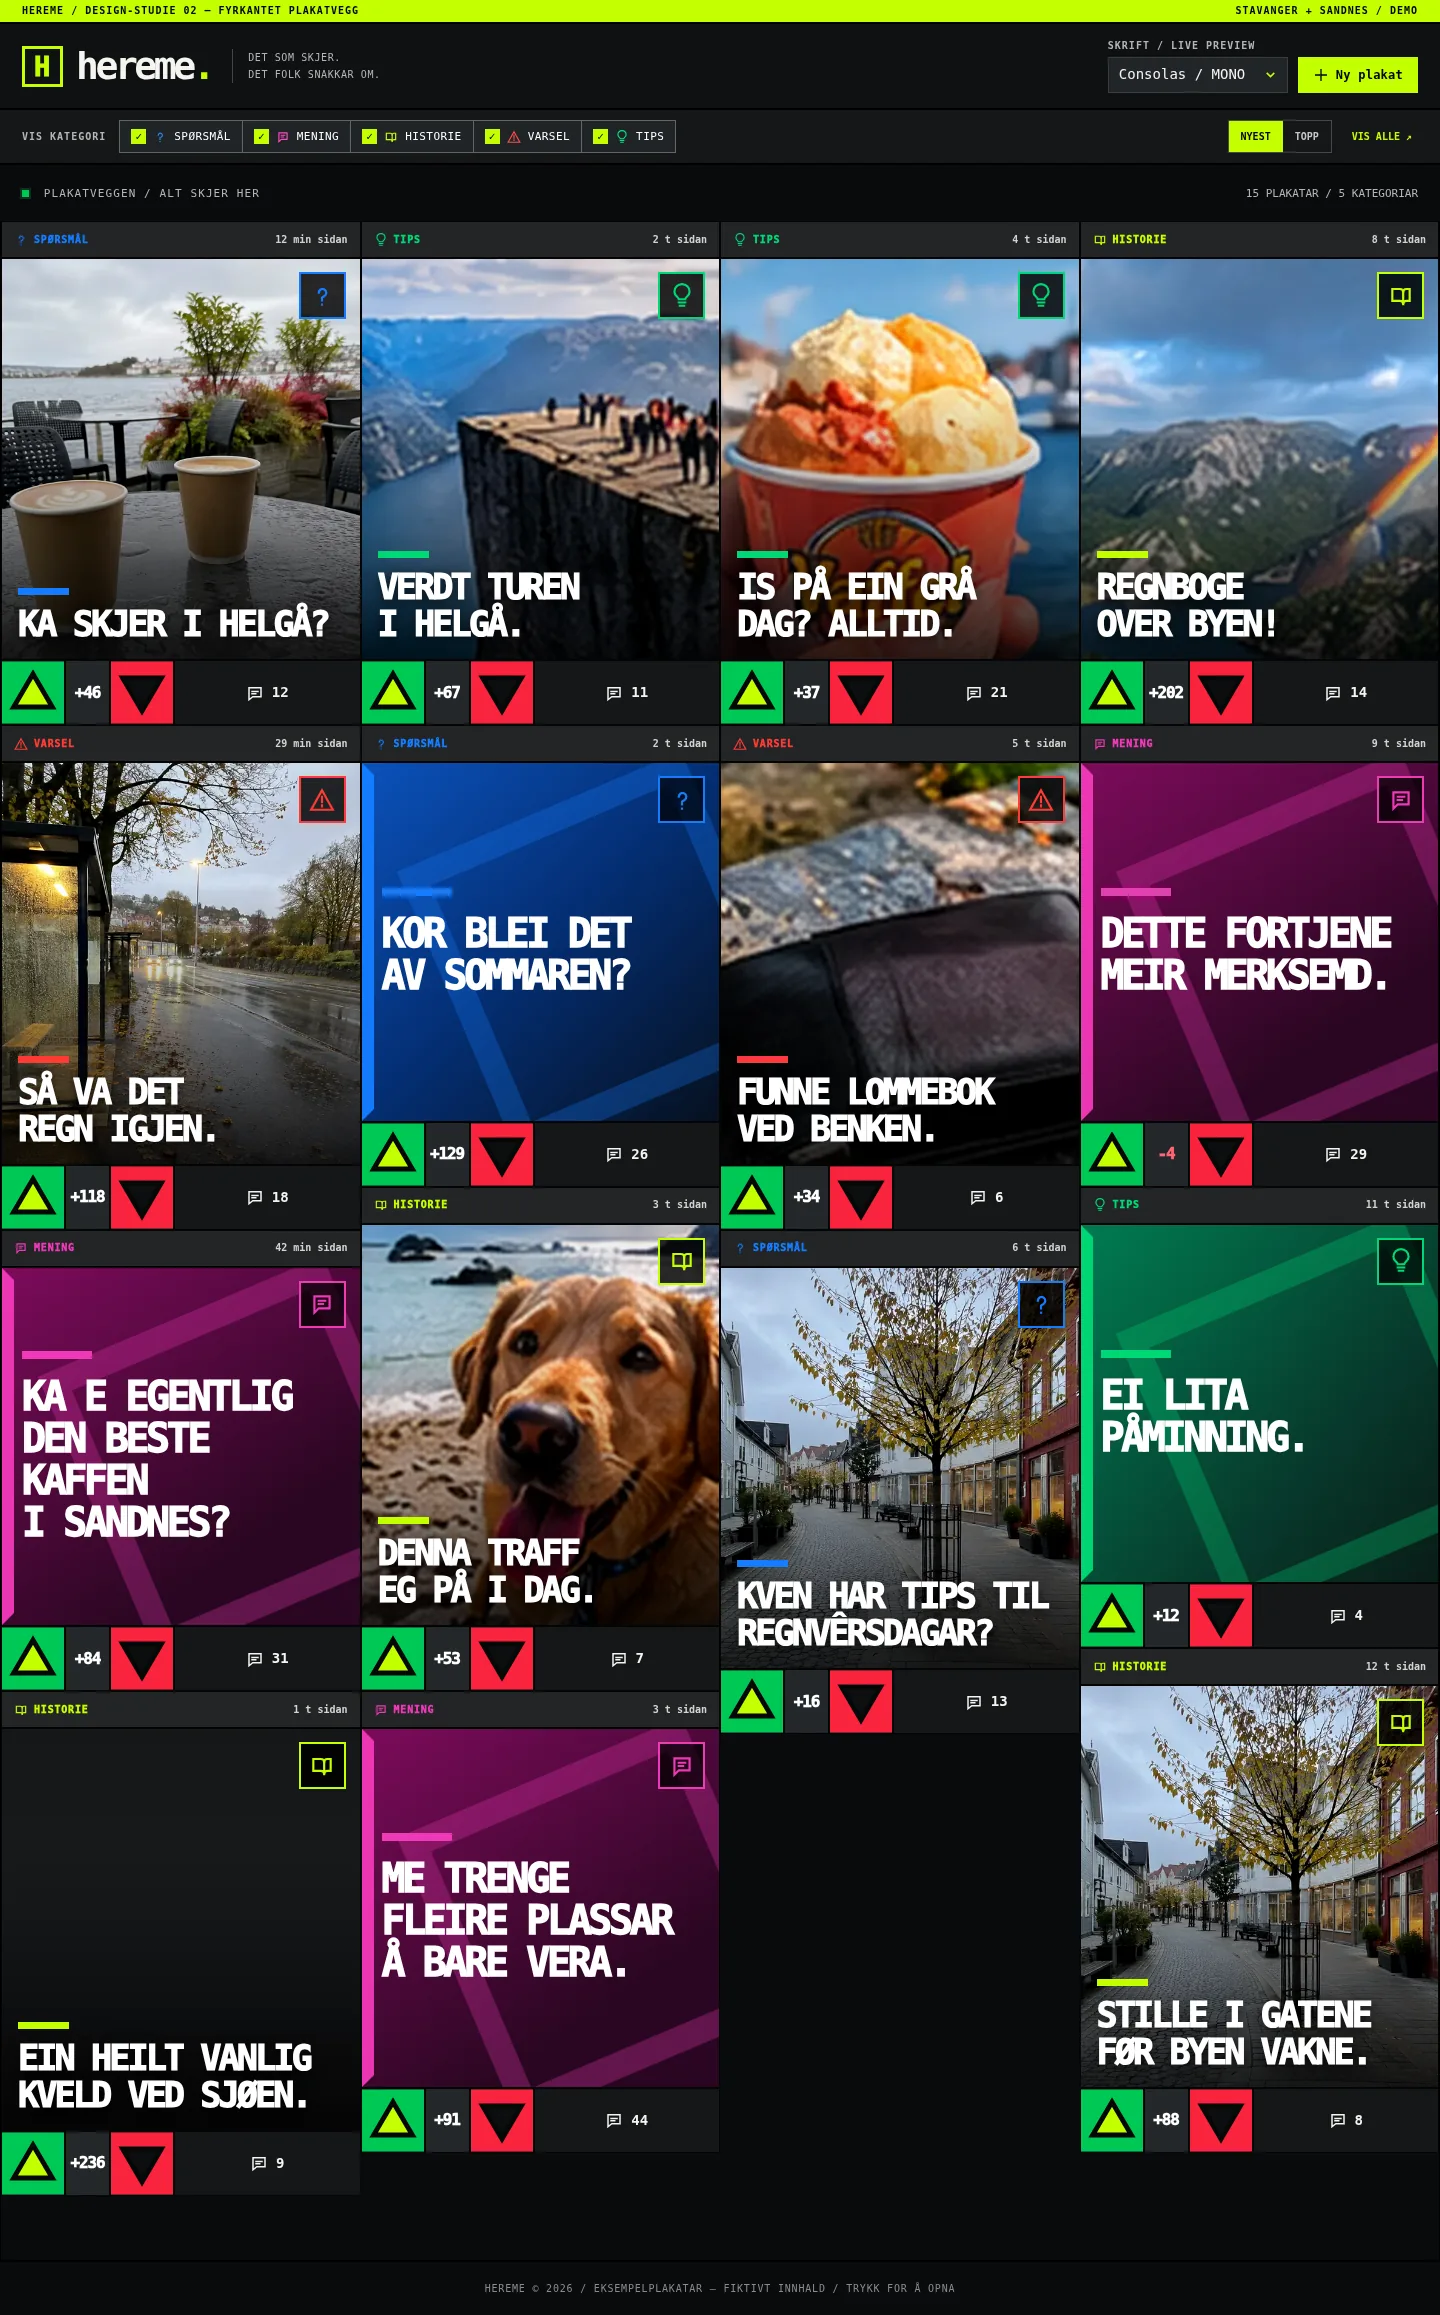 HEREME / DESIGN-STUDIE 02 — FYRKANTET PLAKATVEGG
STAVANGER + SANDNES / DEMO
H hereme.
DET SOM SKJER.
DET FOLK SNAKKAR OM.
SKRIFT / LIVE PREVIEW
Consolas / MONO
+ Ny plakat
VIS KATEGORI
✓ ? SPØRSMÅL
✓ MENING
✓ HISTORIE
✓ VARSEL
✓ TIPS
NYEST
TOPP
VIS ALLE ↗
PLAKATVEGGEN / ALT SKJER HER
15 PLAKATAR / 5 KATEGORIAR
? SPØRSMÅL 12 min sidan
?
KA SKJER I HELGÅ?
+46
12
VARSEL 29 min sidan
SÅ VA DET
REGN IGJEN.
+118
18
MENING 42 min sidan
KA E EGENTLIG
DEN BESTE
KAFFEN
I SANDNES?
+84
31
HISTORIE 1 t sidan
EIN HEILT VANLIG
KVELD VED SJØEN.
+236
9
TIPS 2 t sidan
VERDT TUREN
I HELGÅ.
+67
11
? SPØRSMÅL 2 t sidan
?
KOR BLEI DET
AV SOMMAREN?
+129
26
HISTORIE 3 t sidan
DENNA TRAFF
EG PÅ I DAG.
+53
7
MENING 3 t sidan
ME TRENGE
FLEIRE PLASSAR
Å BARE VERA.
+91
44
TIPS 4 t sidan
IS PÅ EIN GRÅ
DAG? ALLTID.
+37
21
VARSEL 5 t sidan
FUNNE LOMMEBOK
VED BENKEN.
+34
6
? SPØRSMÅL 6 t sidan
?
KVEN HAR TIPS TIL
REGNVÊRSDAGAR?
+16
13
HISTORIE 8 t sidan
REGNBOGE
OVER BYEN!
+202
14
MENING 9 t sidan
DETTE FORTJENE
MEIR MERKSEMD.
-4
29
TIPS 11 t sidan
EI LITA
PÅMINNING.
+12
4
HISTORIE 12 t sidan
STILLE I GATENE
FØR BYEN VAKNE.
+88
8
HEREME © 2026 / EKSEMPELPLAKATAR — FIKTIVT INNHALD / TRYKK FOR Å OPNA